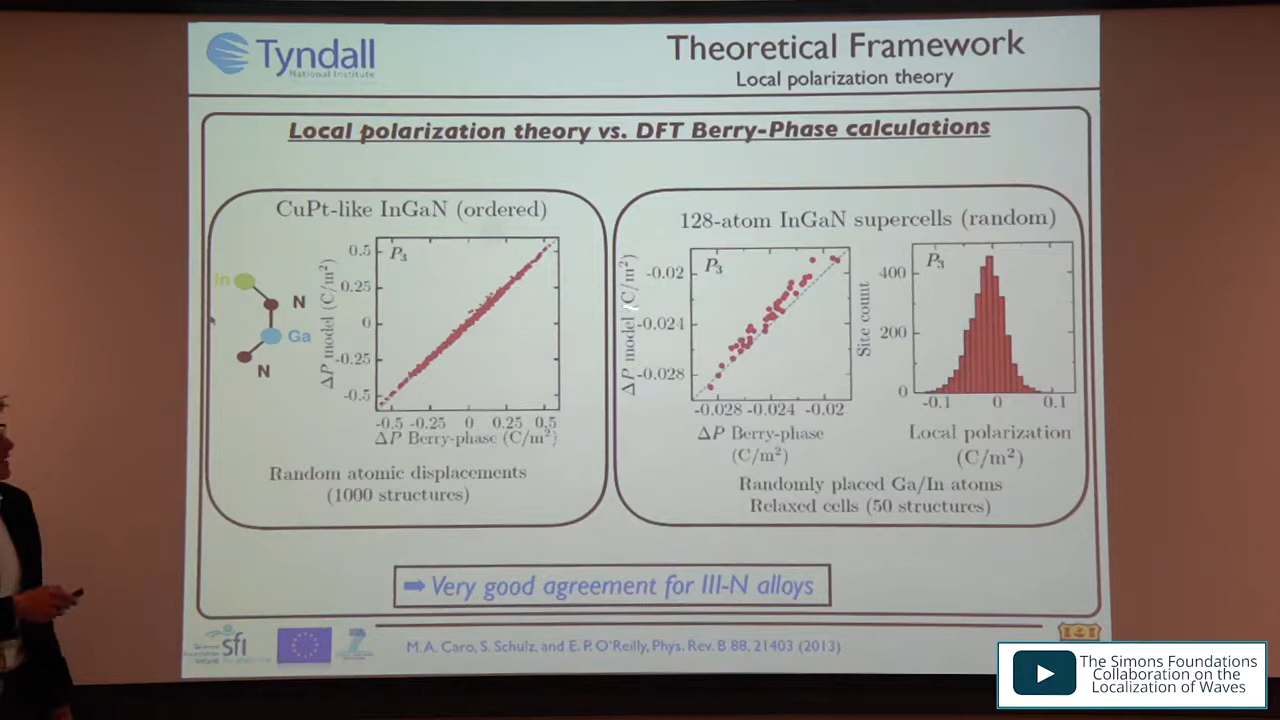 Tyndall
National Institute
Theoretical Framework
Local polarization theory
Local polarization theory vs. DFT Berry-Phase calculations
CuPt-like InGaN (ordered)
In
N
Ga
N
P₃
ΔP model (C/m²)
0.5
0.25
0
-0.25
-0.5
-0.5 -0.25 0 0.25 0.5
ΔP Berry-phase (C/m²)
Random atomic displacements
(1000 structures)
128-atom InGaN supercells (random)
P₃
ΔP model (C/m²)
-0.02
-0.024
-0.028
-0.028 -0.024 -0.02
ΔP Berry-phase
(C/m²)
P₃
Site count
400
200
0
-0.1 0 0.1
Local polarization
(C/m²)
Randomly placed Ga/In atoms
Relaxed cells (50 structures)
➡ Very good agreement for III-N alloys
sfi
7
M.A. Caro, S. Schulz, and E. P. O'Reilly, Phys. Rev. B 88, 21403 (2013)
The Simons Foundations
Collaboration on the
Localization of Waves